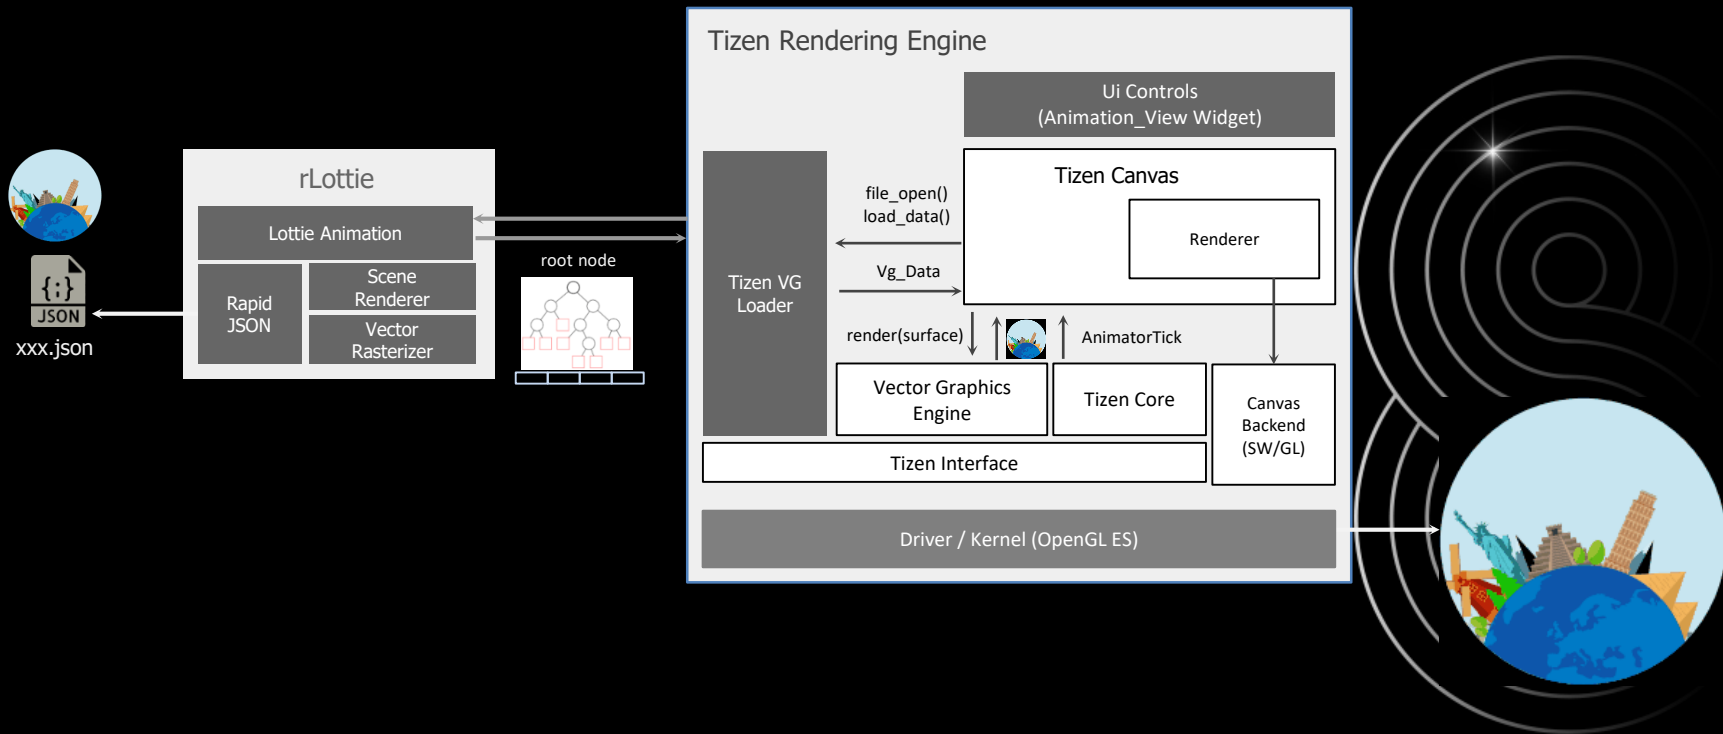 Tizen Rendering Engine
Ui Controls
(Animation_View Widget)
rLottie
Lottie Animation
Rapid
JSON
Scene
Renderer
Vector
Rasterizer
{:}
JSON
xxx.json
root node
Tizen VG
Loader
file_open()
load_data()
Vg_Data
Tizen Canvas
Renderer
render(surface)
AnimatorTick
Vector Graphics
Engine
Tizen Core
Canvas
Backend
(SW/GL)
Tizen Interface
Driver / Kernel (OpenGL ES)